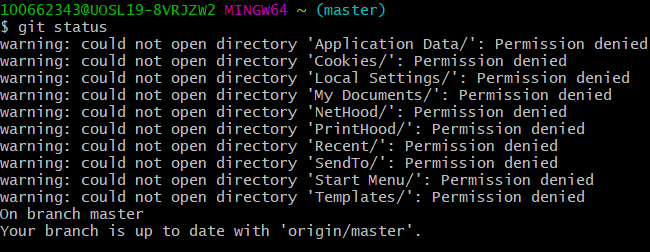 100662343@UOSL19-8VRJZW2 MINGW64 ~ (master)
$ git status
warning: could not open directory 'Application Data/': Permission denied
warning: could not open directory 'Cookies/': Permission denied
warning: could not open directory 'Local Settings/': Permission denied
warning: could not open directory 'My Documents/': Permission denied
warning: could not open directory 'NetHood/': Permission denied
warning: could not open directory 'PrintHood/': Permission denied
warning: could not open directory 'Recent/': Permission denied
warning: could not open directory 'SendTo/': Permission denied
warning: could not open directory 'Start Menu/': Permission denied
warning: could not open directory 'Templates/': Permission denied
On branch master
Your branch is up to date with 'origin/master'.